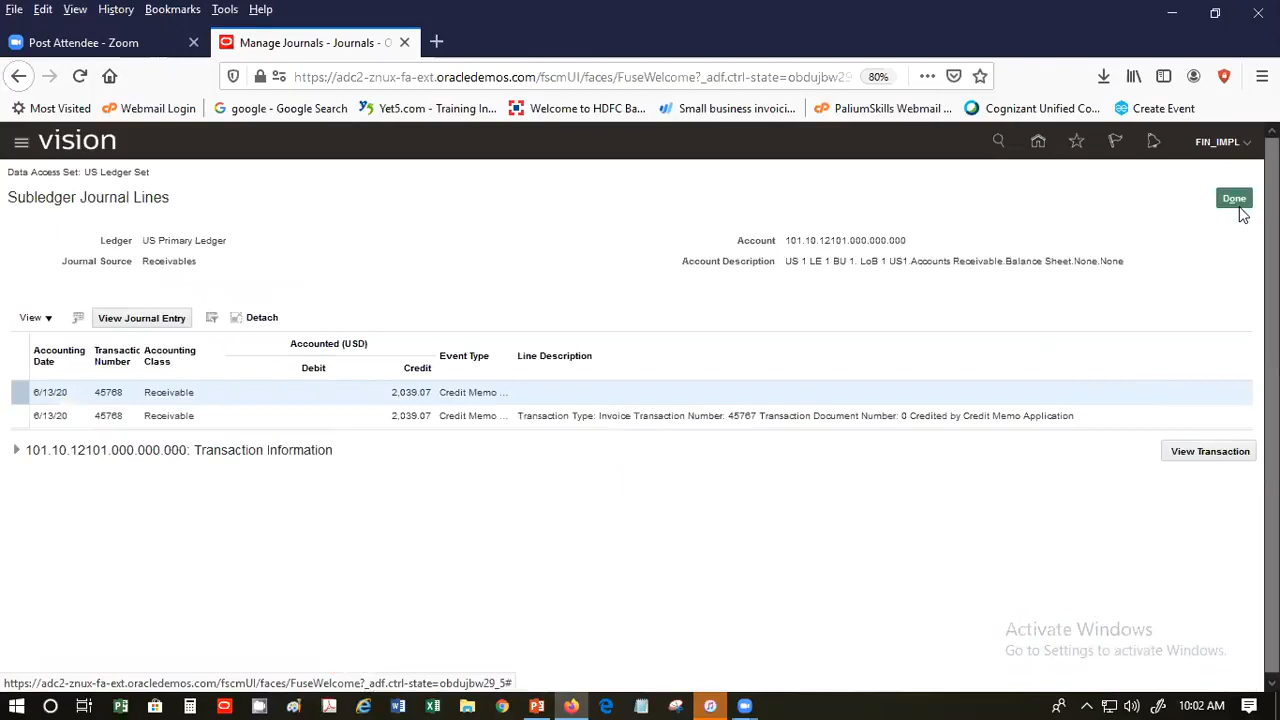 File Edit View History Bookmarks Tools Help
Post Attendee - Zoom
Manage Journals - Journals - O
https://adc2-znux-fa-ext.oracledemos.com/fscmUI/faces/FuseWelcome?_adf.ctrl-state=obdujbw29 80%
Most Visited Webmail Login google - Google Search Yet5.com - Training In... Welcome to HDFC Ba... Small business invoici... PaliumSkills Webmail ... Cognizant Unified Co... Create Event
vision FIN_IMPL
Data Access Set: US Ledger Set
Subledger Journal Lines Done
Ledger US Primary Ledger Account 101.10.12101.000.000.000
Journal Source Receivables Account Description US 1 LE 1 BU 1. LoB 1 US1.Accounts Receivable.Balance Sheet.None.None
View View Journal Entry Detach
Accounting Date Transactic Number Accounting Class Accounted (USD) Debit Credit Event Type Line Description
6/13/20 45768 Receivable 2,039.07 Credit Memo ...
6/13/20 45768 Receivable 2,039.07 Credit Memo ... Transaction Type: Invoice Transaction Number: 45767 Transaction Document Number: 0 Credited by Credit Memo Application
101.10.12101.000.000.000: Transaction Information View Transaction
Activate Windows
Go to Settings to activate Windows.
https://adc2-znux-fa-ext.oracledemos.com/fscmUI/faces/FuseWelcome?_adf.ctrl-state=obdujbw29_5#
10:02 AM